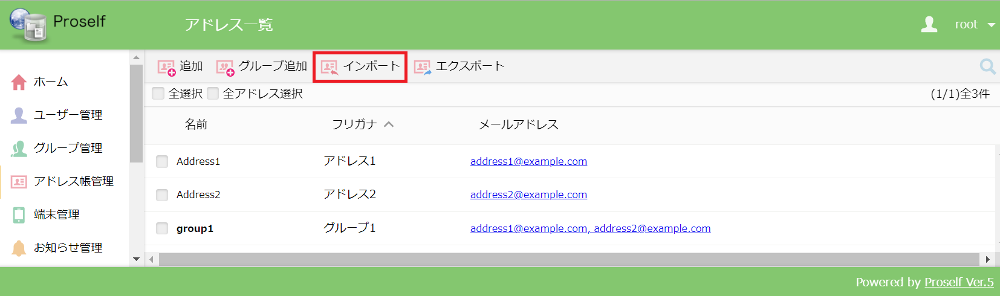 Proself
アドレス一覧
root
追加 グループ追加 インポート エクスポート
全選択 全アドレス選択
(1/1)全3件
ホーム
ユーザー管理
グループ管理
アドレス帳管理
端末管理
お知らせ管理
名前 フリガナ メールアドレス
Address1 アドレス1 address1@example.com
Address2 アドレス2 address2@example.com
group1 グループ1 address1@example.com, address2@example.com
Powered by Proself Ver.5